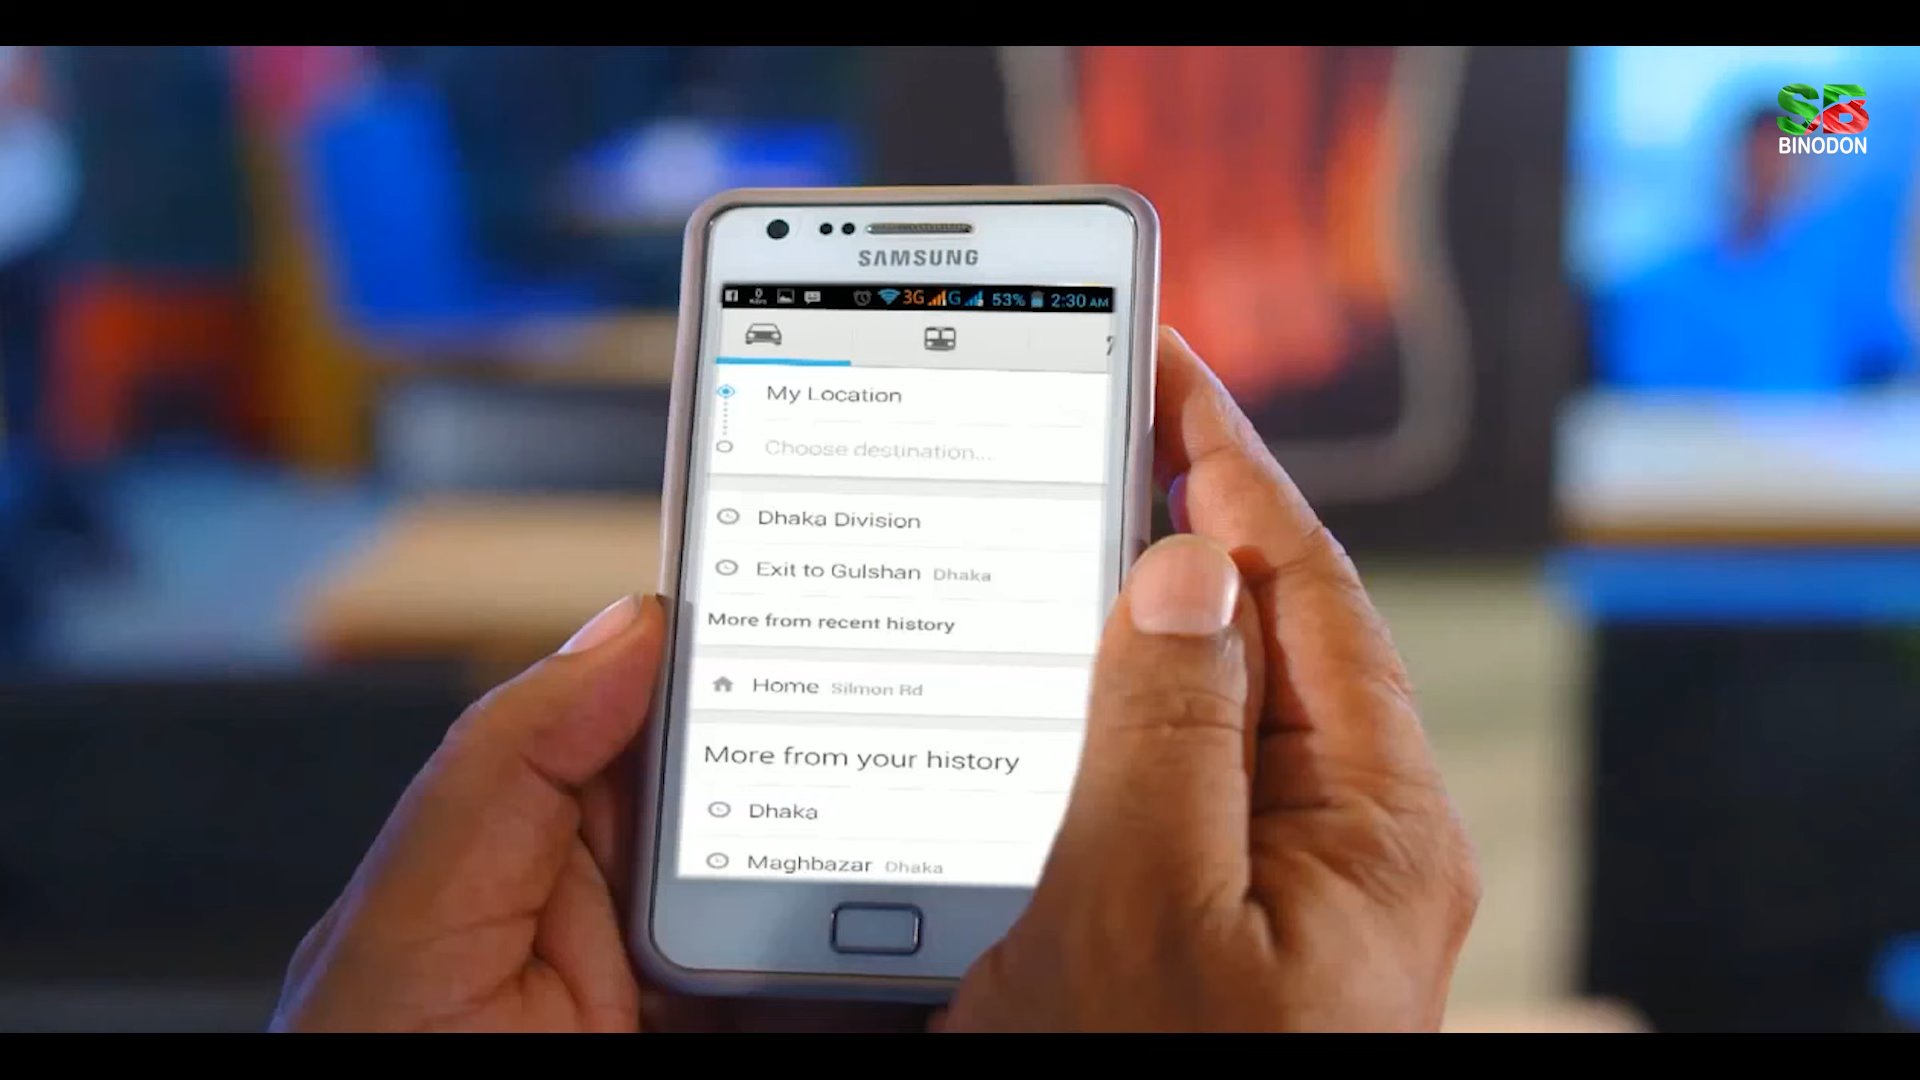 SB
BINODON
SAMSUNG
3G G 53% 2:30 AM
My Location
Choose destination...
Dhaka Division
Exit to Gulshan Dhaka
More from recent history
Home Silmon Rd
More from your history
Dhaka
Maghbazar Dhaka